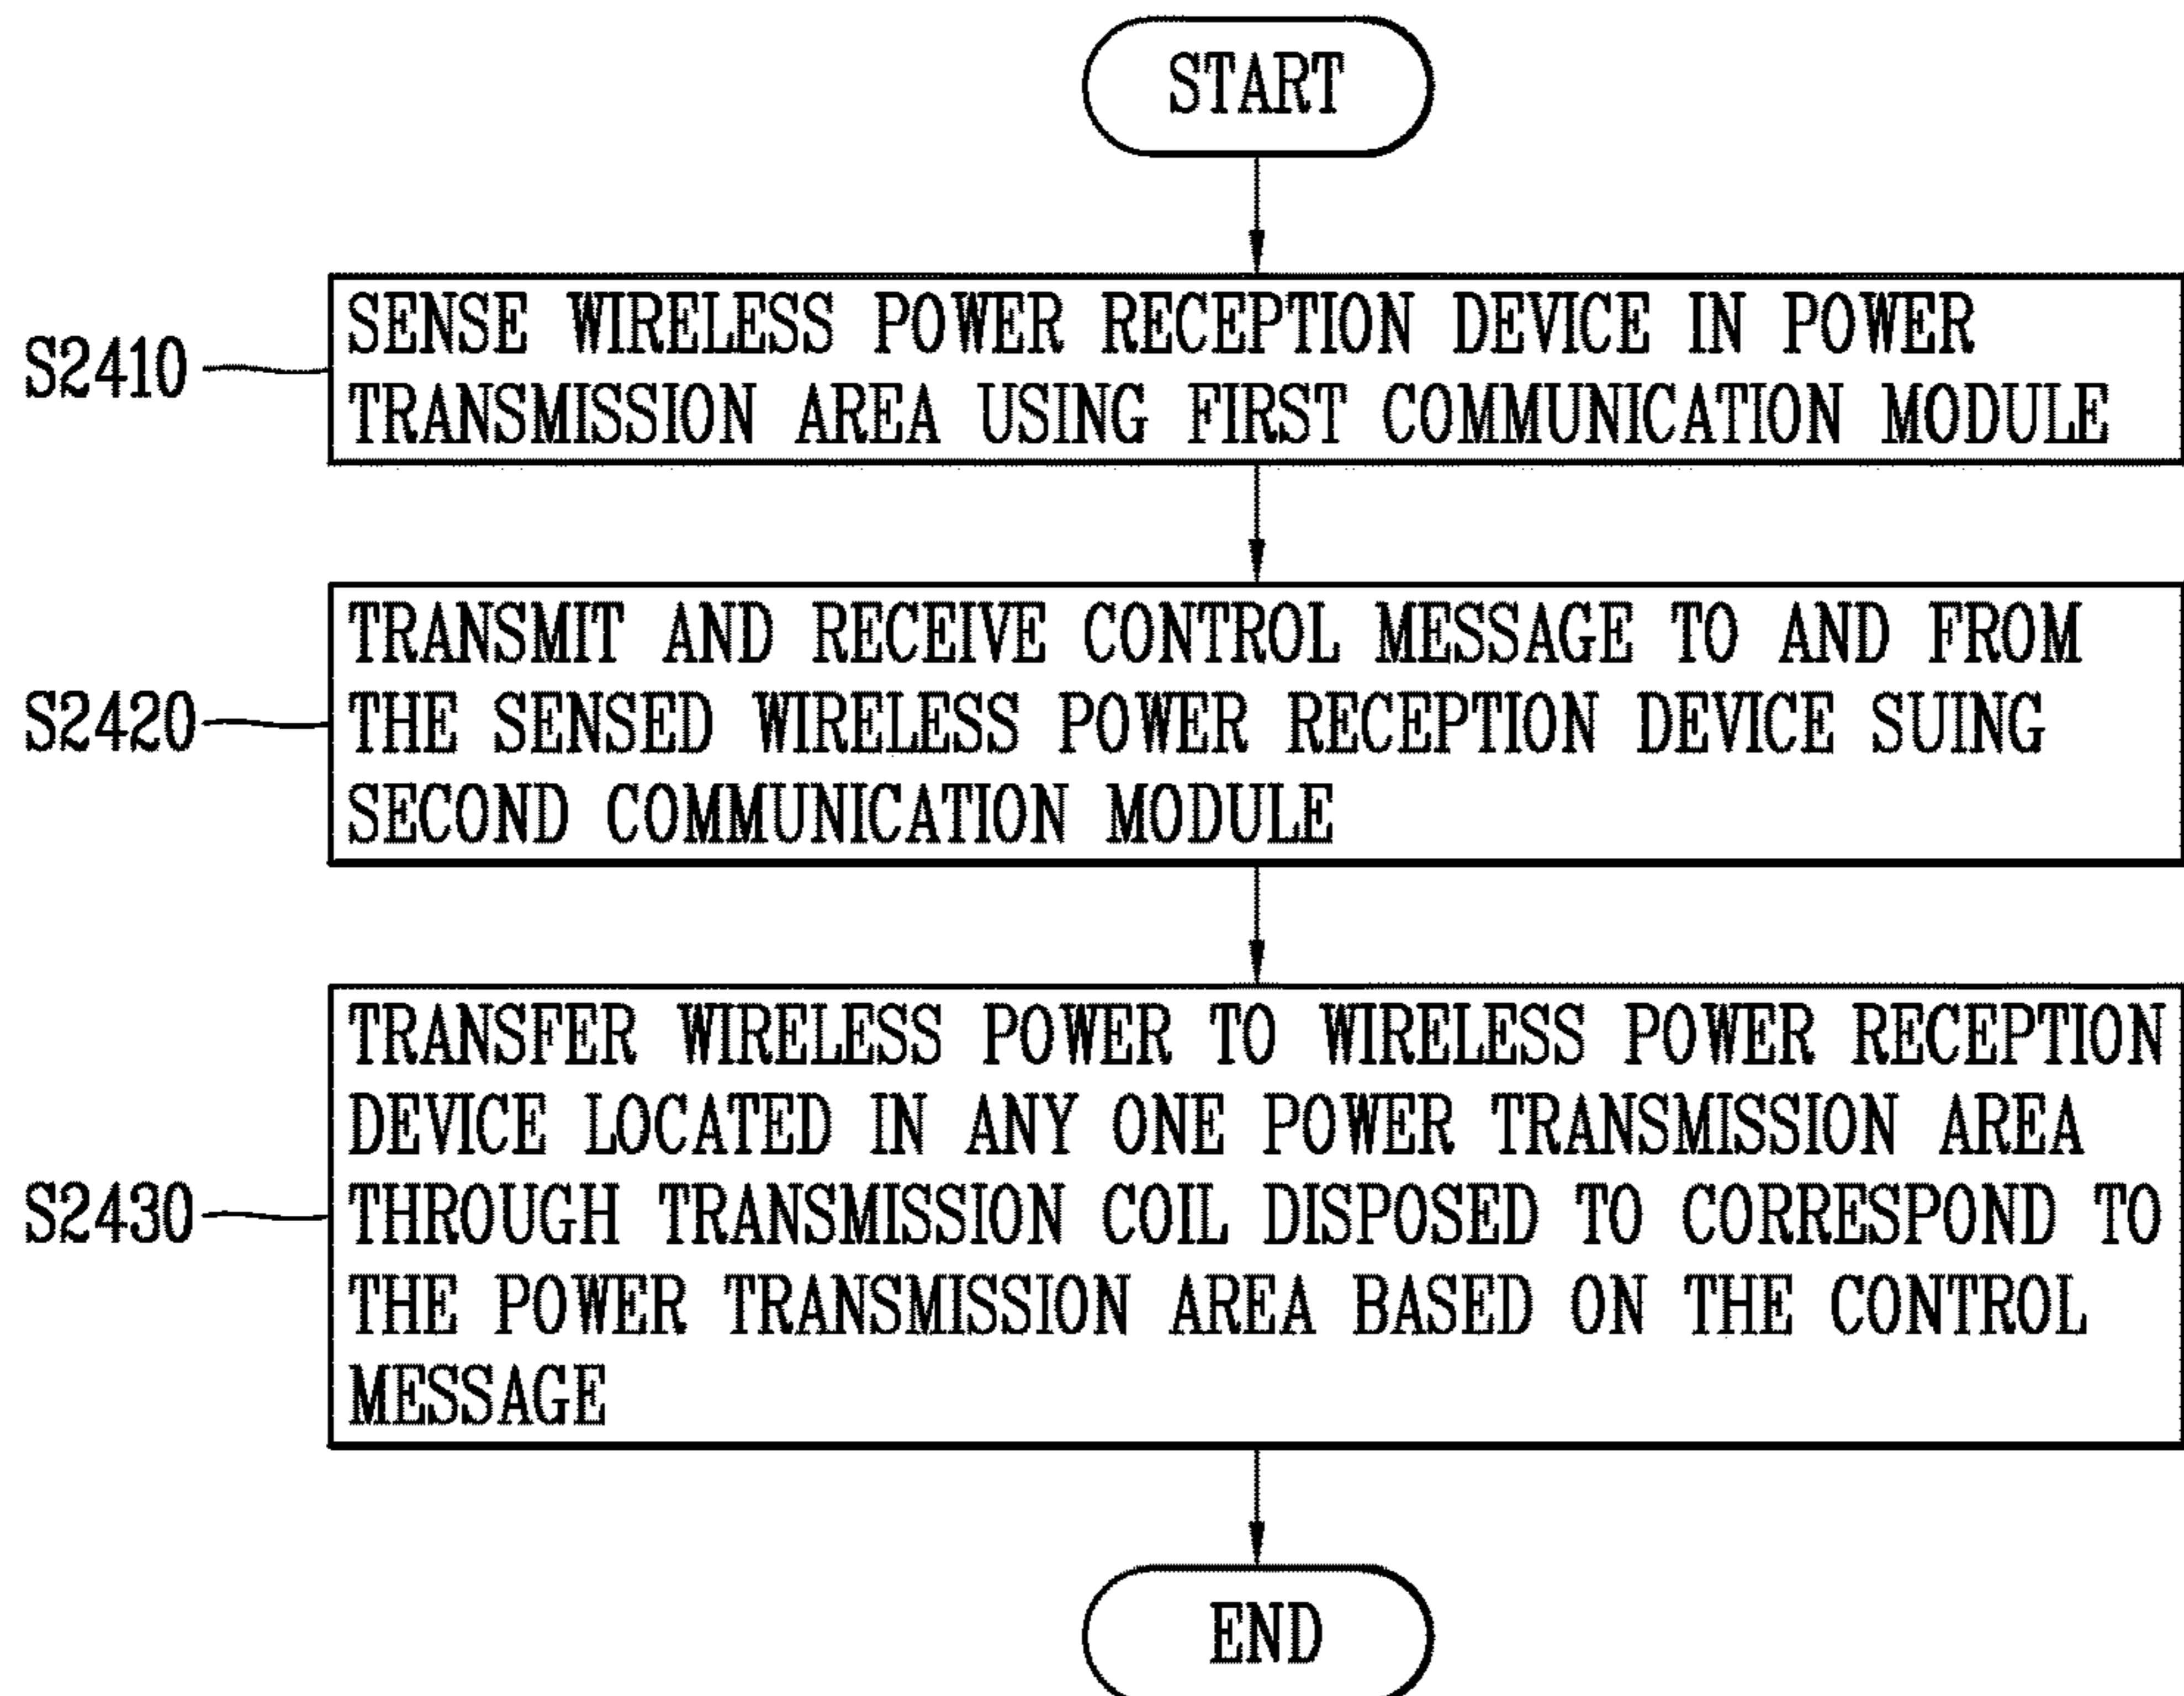 START
S2410
SENSE WIRELESS POWER RECEPTION DEVICE IN POWER
TRANSMISSION AREA USING FIRST COMMUNICATION MODULE
S2420
TRANSMIT AND RECEIVE CONTROL MESSAGE TO AND FROM
THE SENSED WIRELESS POWER RECEPTION DEVICE SUING
SECOND COMMUNICATION MODULE
S2430
TRANSFER WIRELESS POWER TO WIRELESS POWER RECEPTION
DEVICE LOCATED IN ANY ONE POWER TRANSMISSION AREA
THROUGH TRANSMISSION COIL DISPOSED TO CORRESPOND TO
THE POWER TRANSMISSION AREA BASED ON THE CONTROL
MESSAGE
END